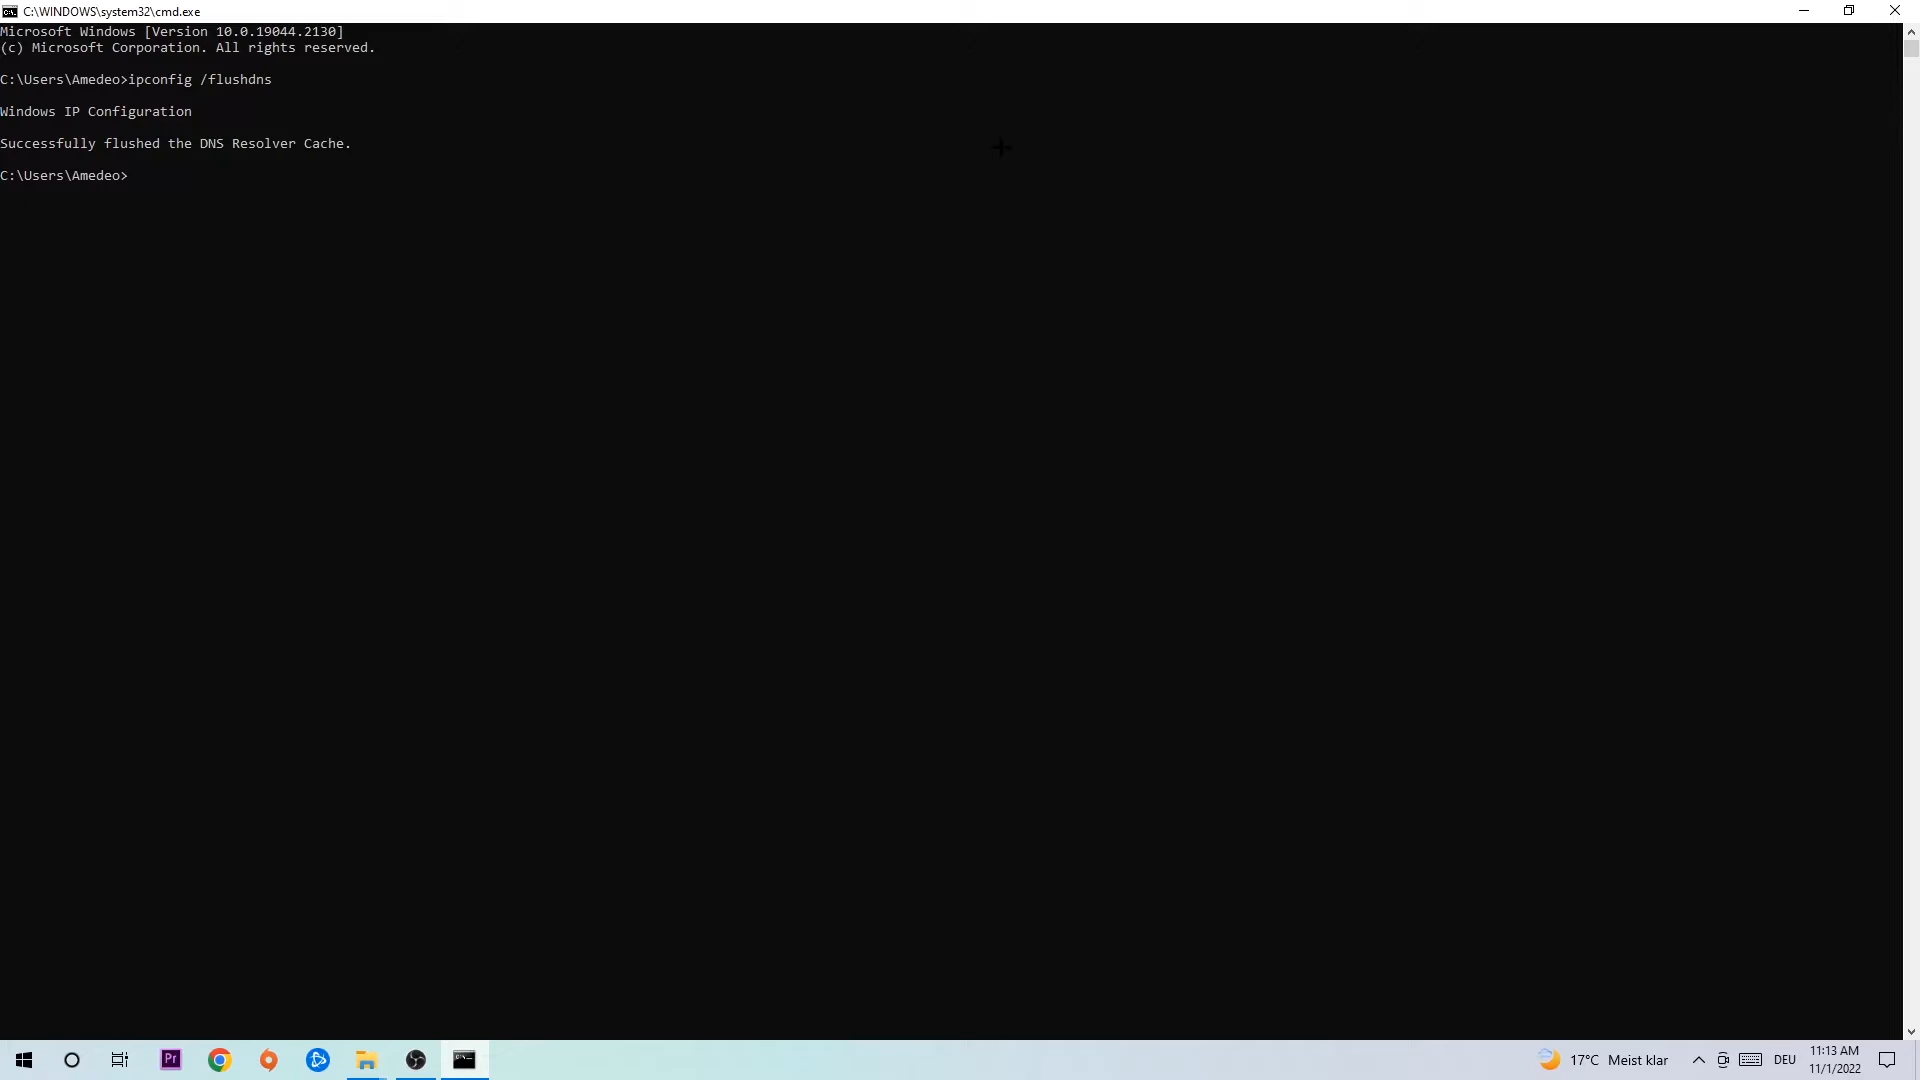 C:\WINDOWS\system32\cmd.exe
Microsoft Windows [Version 10.0.19044.2130]
(c) Microsoft Corporation. All rights reserved.
C:\Users\Amedeo>ipconfig /flushdns
Windows IP Configuration
Successfully flushed the DNS Resolver Cache.
C:\Users\Amedeo>
Pr
17°C Meist klar
DEU
11:13 AM
11/1/2022